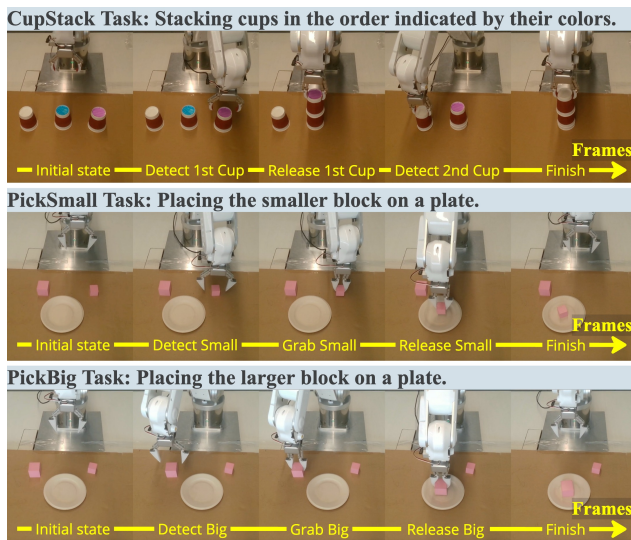 CupStack Task: Stacking cups in the order indicated by their colors.
Frames
Initial state Detect 1st Cup Release 1st Cup Detect 2nd Cup Finish
PickSmall Task: Placing the smaller block on a plate.
Frames
Initial state Detect Small Grab Small Release Small Finish
PickBig Task: Placing the larger block on a plate.
Frames
Initial state Detect Big Grab Big Release Big Finish